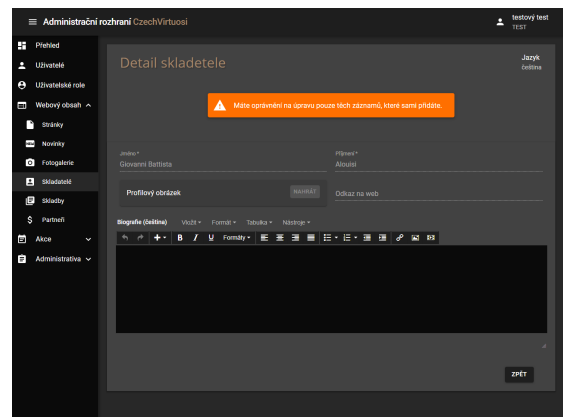 Administrační rozhraní CzechVirtuosi
testový test
TEST
Přehled
Uživatelé
Uživatelské role
Webový obsah
Stránky
Novinky
Fotogalerie
Skladatelé
Skladby
Partneři
Akce
Administrativa
Detail skladetele
Jazyk
čeština
Máte oprávnění na úpravu pouze těch záznamů, které sami přidáte.
Jméno *
Příjmení *
Giovanni Battista
Alouisi
Profilový obrázek
NAHRÁT
Odkaz na web
Biografie (čeština) Vložit Formát Tabulka Nástroje
B I U Formáty
ZPĚT